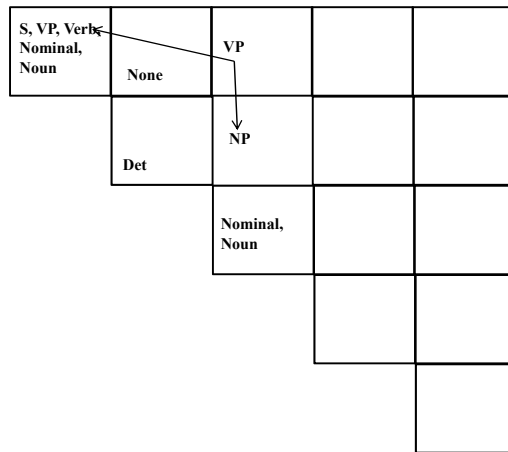 S, VP, Verb,
Nominal,
Noun
None
VP
Det
NP
Nominal,
Noun